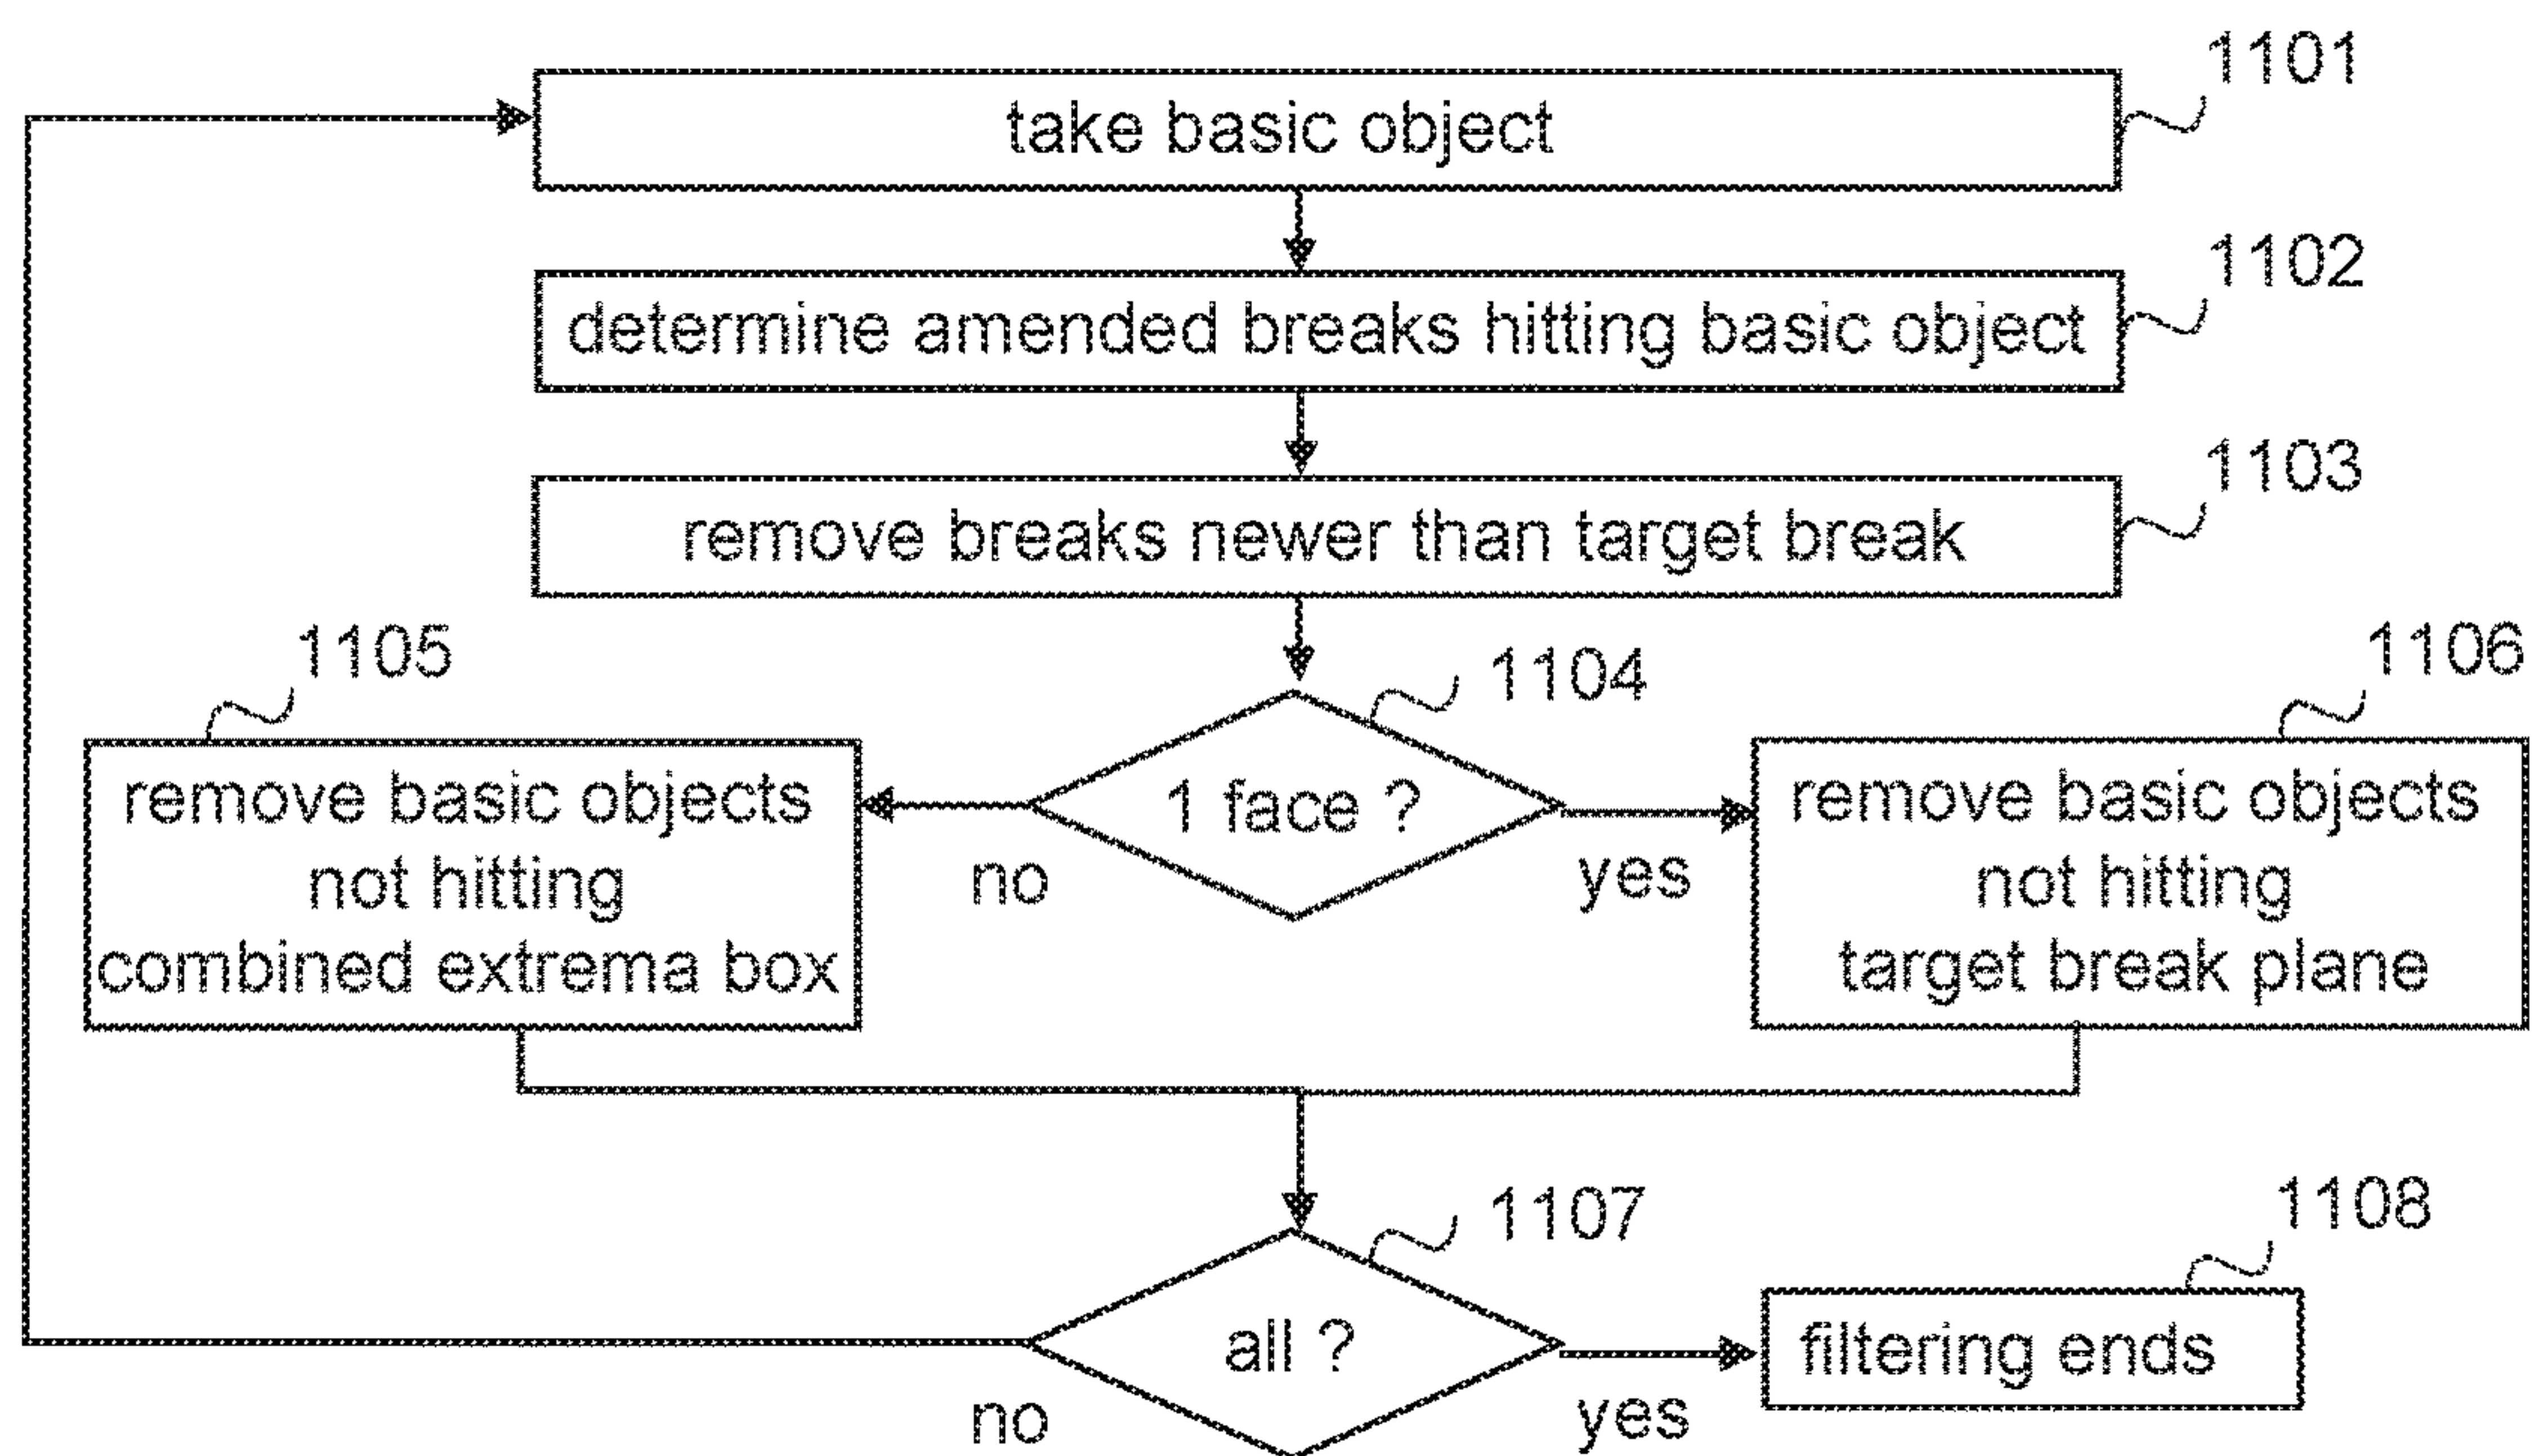 1101
take basic object
1102
determine amended breaks hitting basic object
1103
remove breaks newer than target break
1105
1104
1106
remove basic objects
not hitting
combined extrema box
1 face ?
no
yes
remove basic objects
not hitting
target break plane
1107
1108
all ?
no
yes
filtering ends